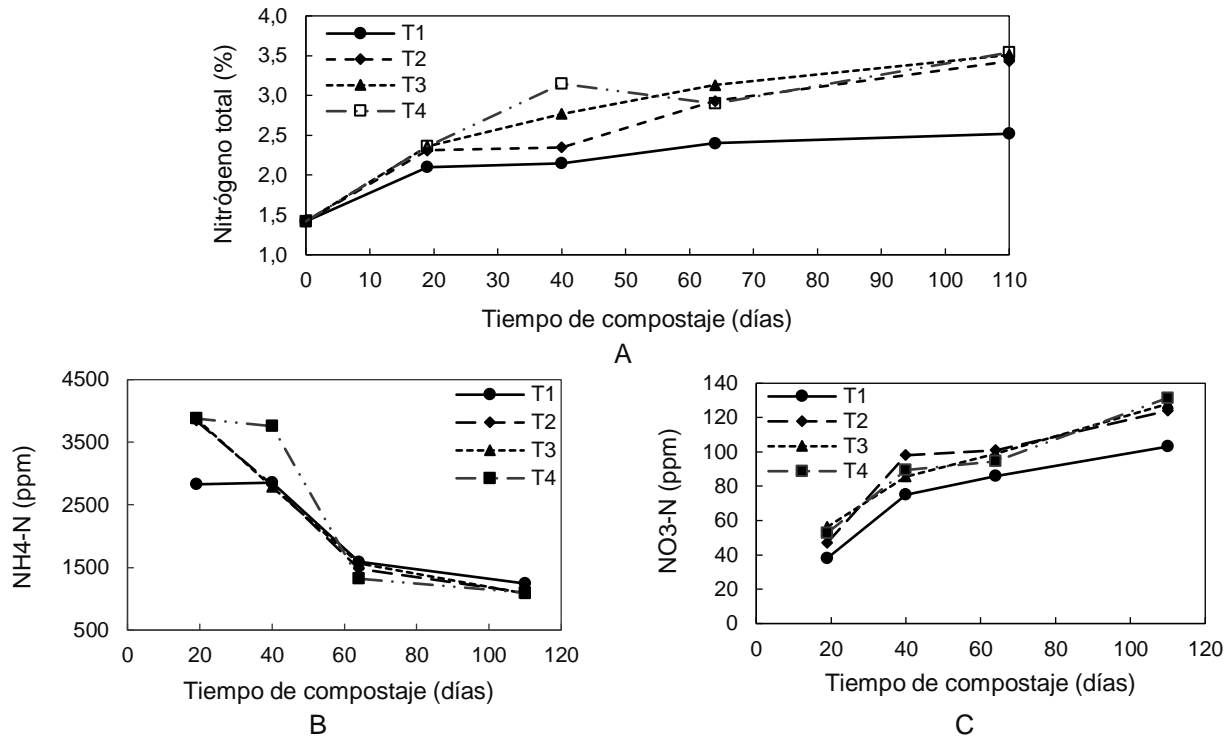 4,0
3,5
3,0
2,5
2,0
1,5
1,0
Nitrógeno total (%)
T1
T2
T3
T4
0 10 20 30 40 50 60 70 80 90 100 110
Tiempo de compostaje (días)
A
4500
3500
2500
1500
500
NH4-N (ppm)
T1
T2
T3
T4
0 20 40 60 80 100 120
Tiempo de compostaje (días)
B
140
120
100
80
60
40
20
0
NO3-N (ppm)
T1
T2
T3
T4
0 20 40 60 80 100 120
Tiempo de compostaje (días)
C